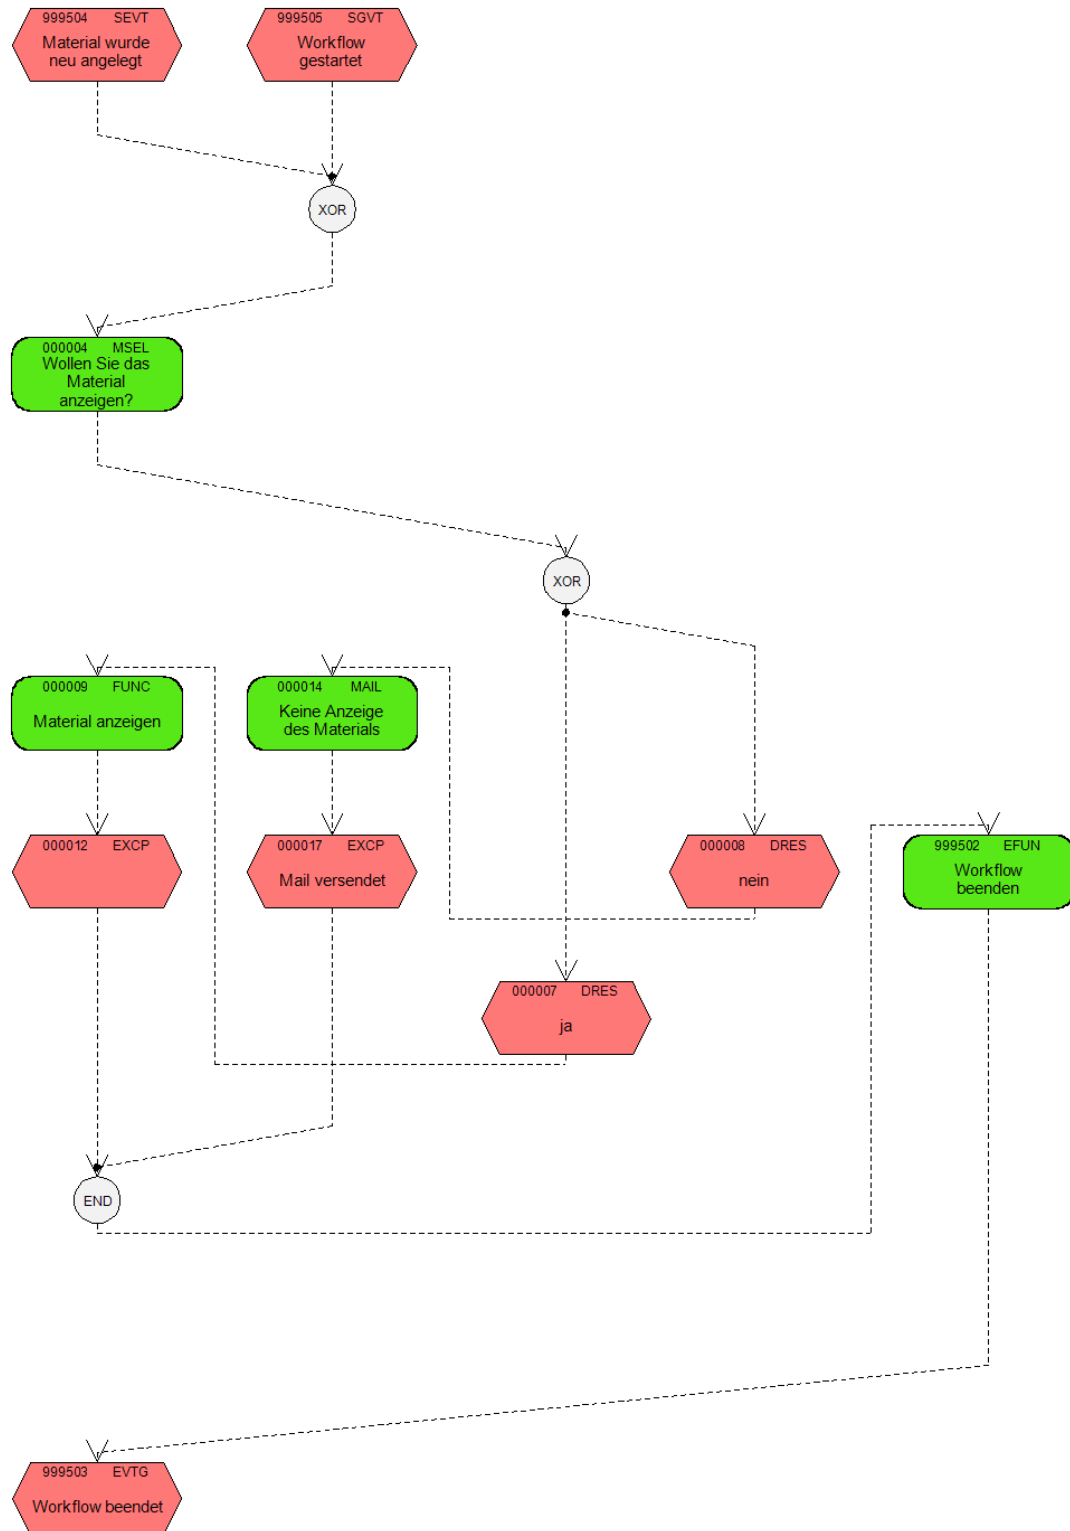 999504 SEVT
Material wurde
neu angelegt
999505 SGVT
Workflow
gestartet
XOR
000004 MSEL
Wollen Sie das
Material
anzeigen?
XOR
000009 FUNC
Material anzeigen
000014 MAIL
Keine Anzeige
des Materials
000012 EXCP
000017 EXCP
Mail versendet
000008 DRES
nein
999502 EFUN
Workflow
beenden
000007 DRES
ja
END
999503 EVTG
Workflow beendet